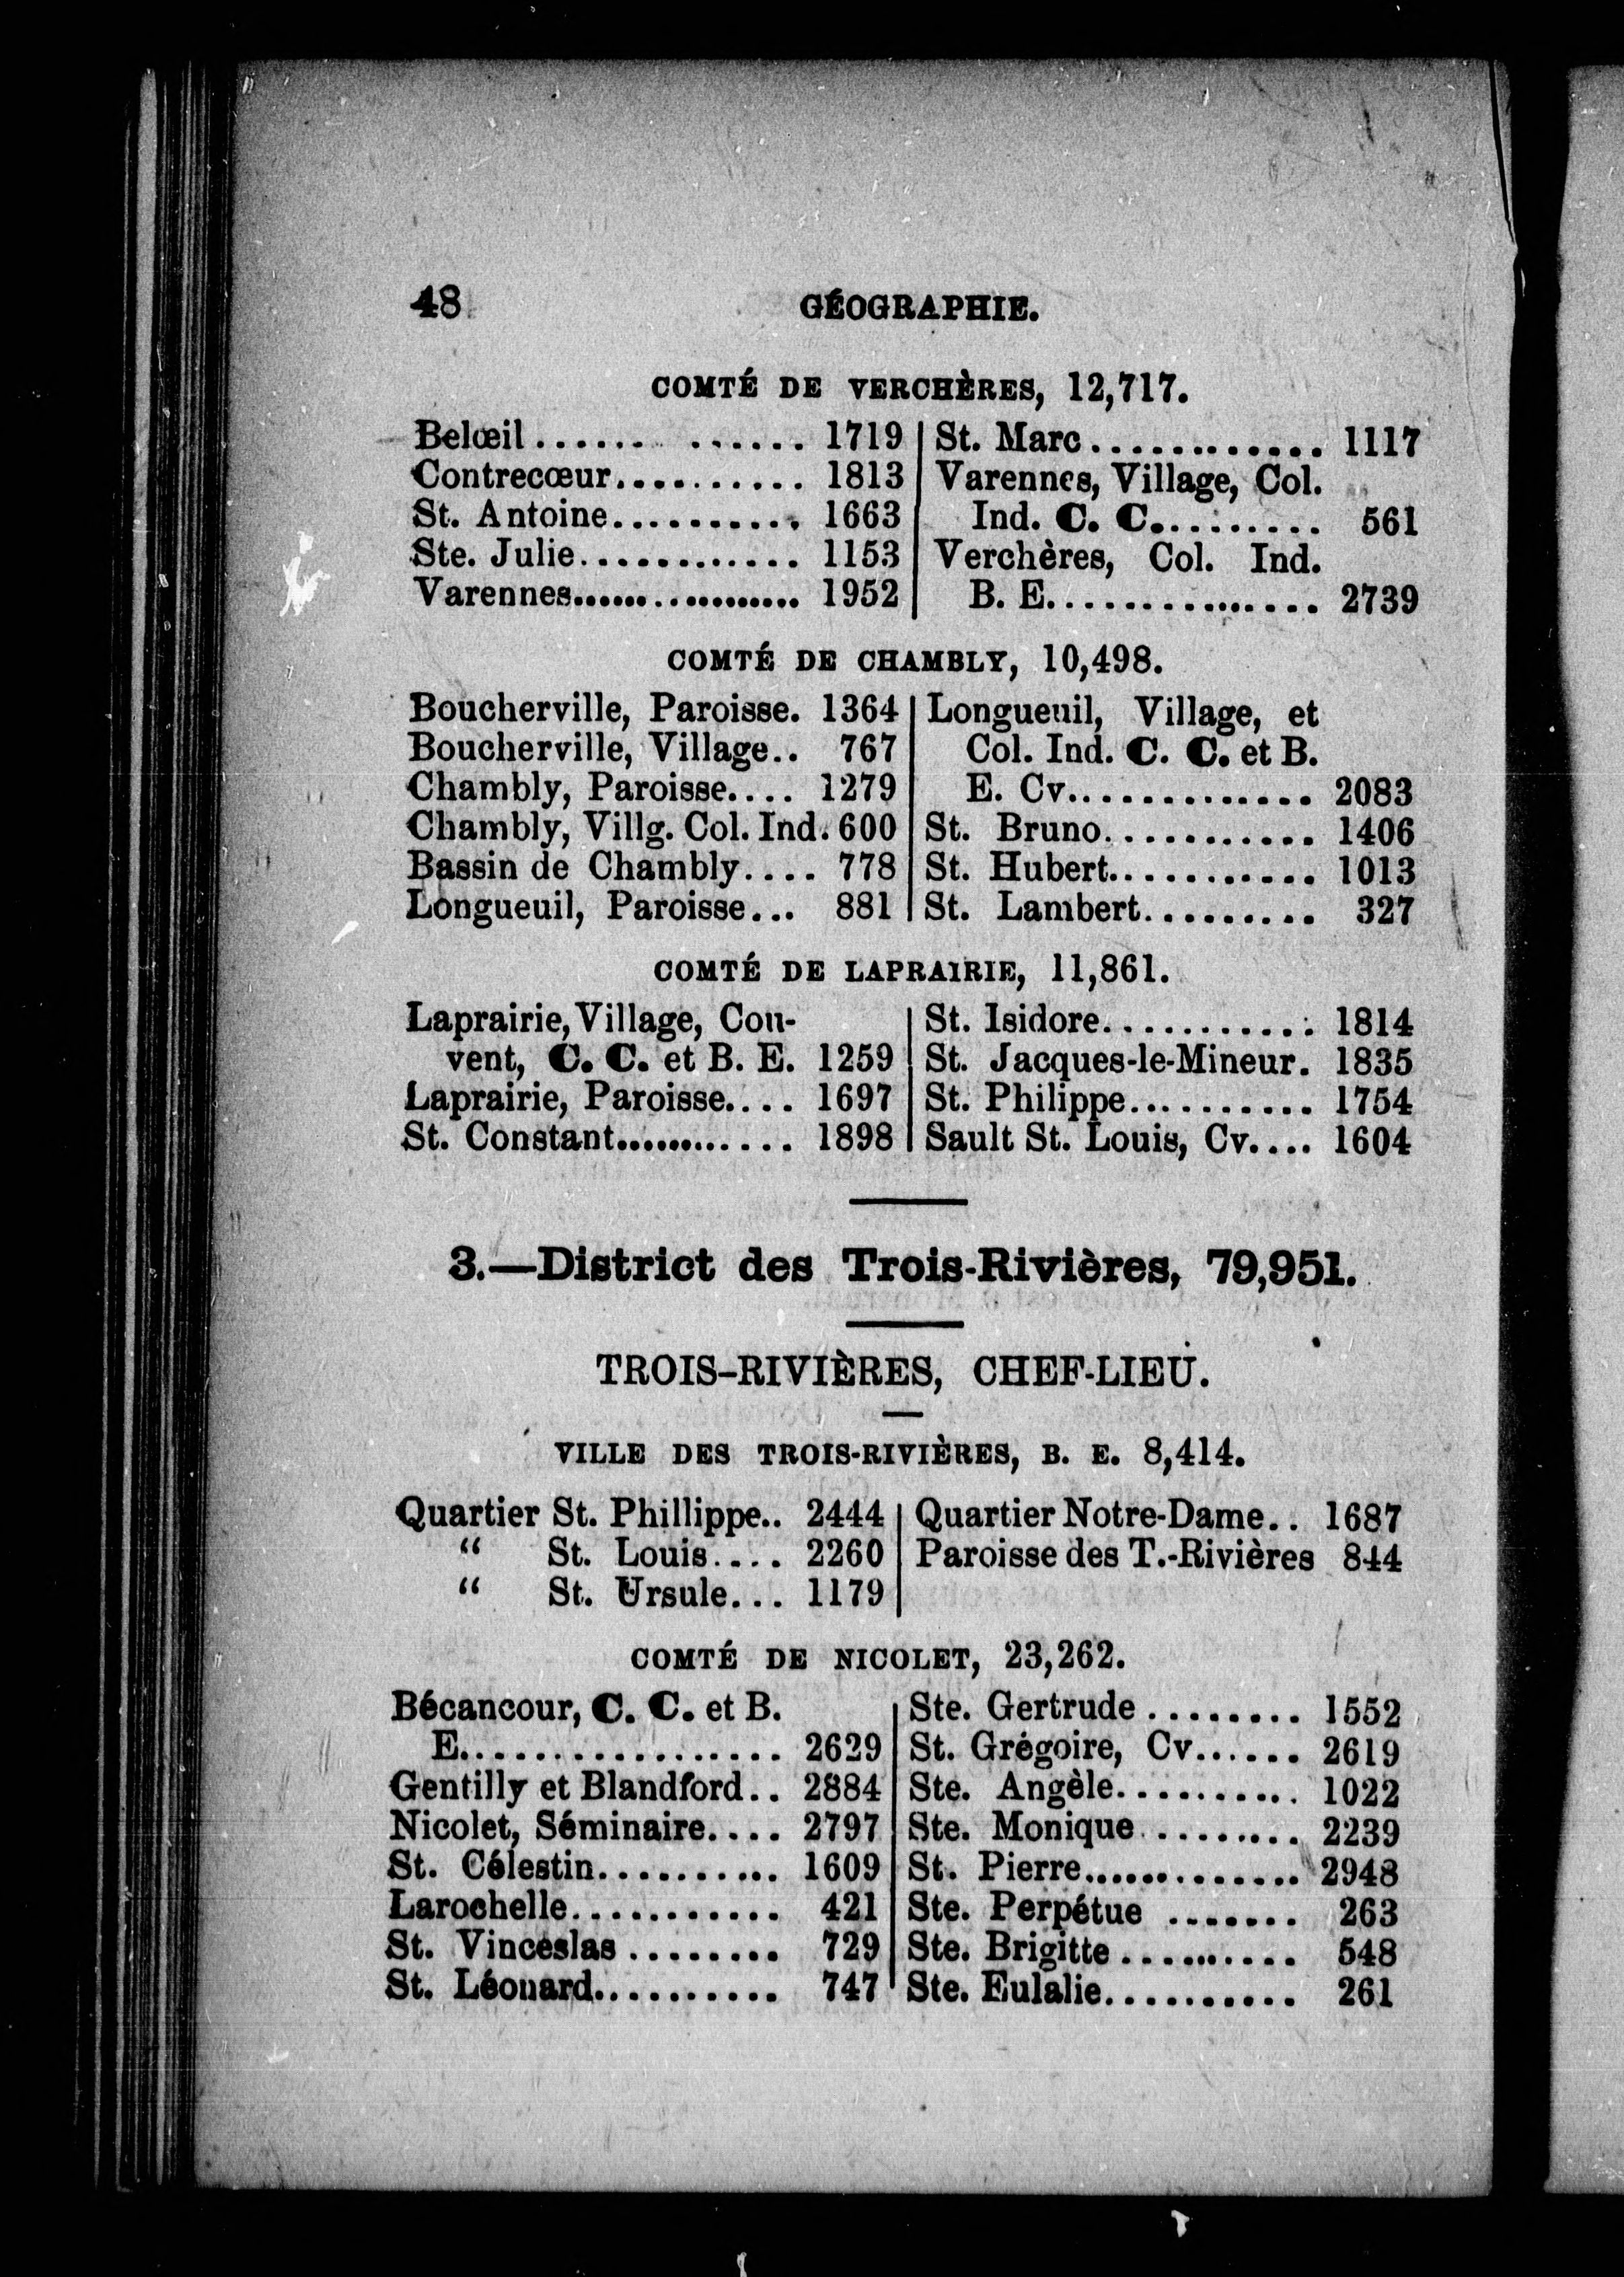 48 GÉOGRAPHIE.
COMTÉ DE VERCHÈRES, 12,717.
Belœil............ 1719
Contrecœur.......... 1813
St. Antoine........... 1663
Ste. Julie............ 1153
Varennes.................. 1952
St. Marc............ 1117
Varennes, Village, Col.
Ind. C. C.......... 561
Verchères, Col. Ind.
B. E.............. 2739
COMTÉ DE CHAMBLY, 10,498.
Boucherville, Paroisse. 1364
Boucherville, Village.. 767
Chambly, Paroisse.... 1279
Chambly, Villg. Col. Ind. 600
Bassin de Chambly.... 778
Longueuil, Paroisse... 881
Longueuil, Village, et
Col. Ind. C. C. et B.
E. Cv............. 2083
St. Bruno........... 1406
St. Hubert........... 1013
St. Lambert......... 327
COMTÉ DE LAPRAIRIE, 11,861.
Laprairie, Village, Cou-
vent, C. C. et B. E. 1259
Laprairie, Paroisse.... 1697
St. Constant............ 1898
St. Isidore............ 1814
St. Jacques-le-Mineur. 1835
St. Philippe.......... 1754
Sault St. Louis, Cv.... 1604
3.—District des Trois-Rivières, 79,951.
TROIS-RIVIÈRES, CHEF-LIEU.
VILLE DES TROIS-RIVIÈRES, B. E. 8,414.
Quartier St. Phillippe.. 2444
“ St. Louis.... 2260
“ St. Ursule... 1179
Quartier Notre-Dame.. 1687
Paroisse des T.-Rivières 844
COMTÉ DE NICOLET, 23,262.
Bécancour, C. C. et B.
E................. 2629
Gentilly et Blandford.. 2884
Nicolet, Séminaire.... 2797
St. Célestin.......... 1609
Larochelle........... 421
St. Vinceslas ........ 729
St. Léonard.......... 747
Ste. Gertrude ........ 1552
St. Grégoire, Cv...... 2619
Ste. Angèle.......... 1022
Ste. Monique......... 2239
St. Pierre.............. 2948
Ste. Perpétue ....... 263
Ste. Brigitte .......... 548
Ste. Eulalie.......... 261